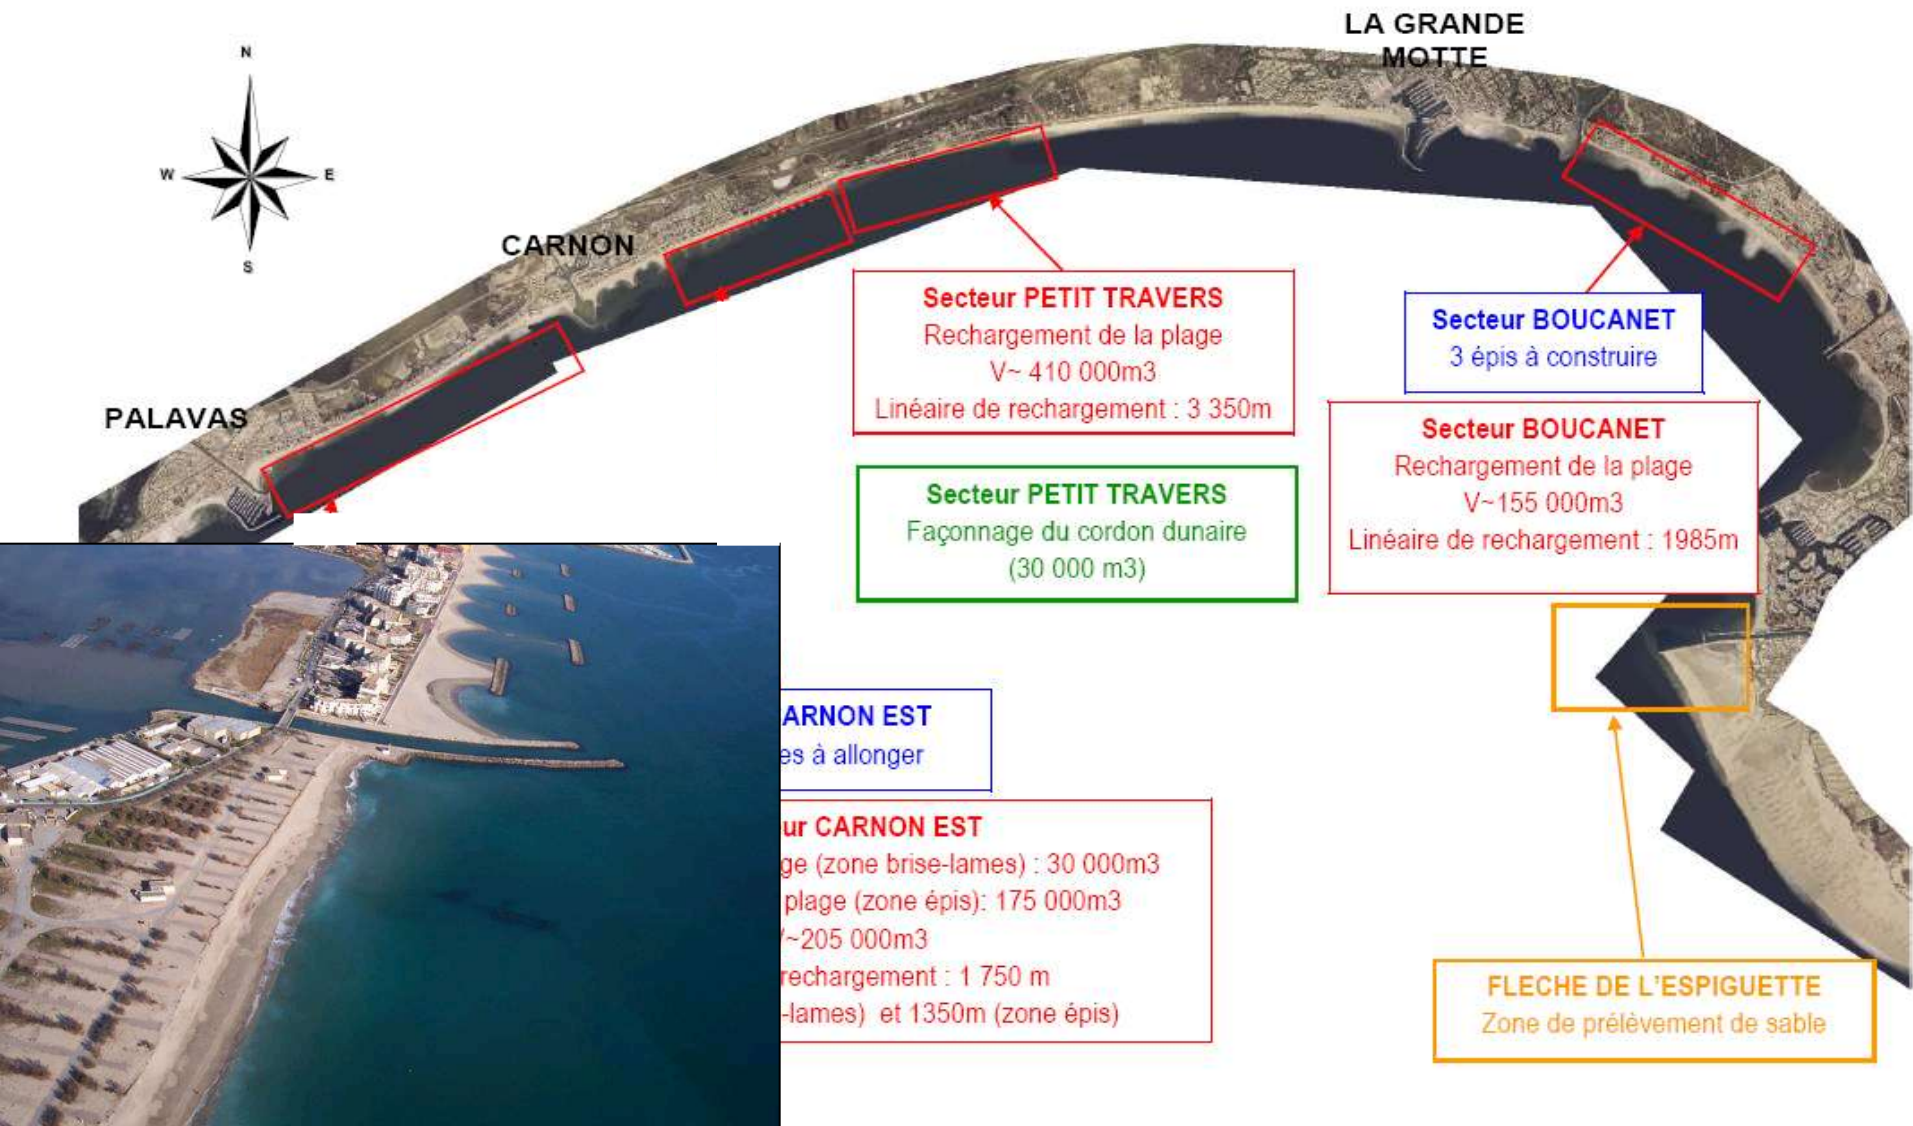 LA GRANDE
MOTTE
N
W
E
S
CARNON
PALAVAS
Secteur PETIT TRAVERS
Rechargement de la plage
V~ 410 000m3
Linéaire de rechargement : 3 350m
Secteur BOUCANET
3 épis à construire
Secteur BOUCANET
Rechargement de la plage
V~155 000m3
Linéaire de rechargement : 1985m
Secteur PETIT TRAVERS
Façonnage du cordon dunaire
(30 000 m3)
ARNON EST
es à allonger
ur CARNON EST
ge (zone brise-lames) : 30 000m3
plage (zone épis): 175 000m3
~205 000m3
rechargement : 1 750 m
-lames) et 1350m (zone épis)
FLECHE DE L'ESPIGUETTE
Zone de prélèvement de sable